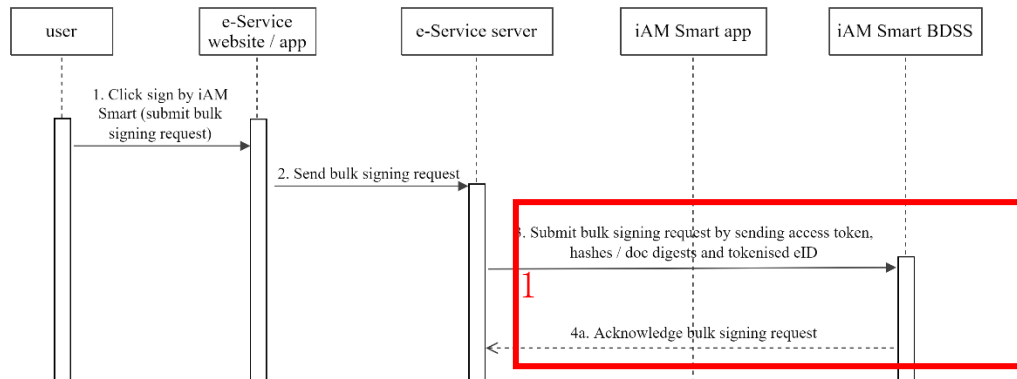 user
e-Service
website / app
e-Service server
iAM Smart app
iAM Smart BDSS
1. Click sign by iAM
Smart (submit bulk
signing request)
2. Send bulk signing request
3. Submit bulk signing request by sending access token,
hashes / doc digests and tokenised eID
1
4a. Acknowledge bulk signing request